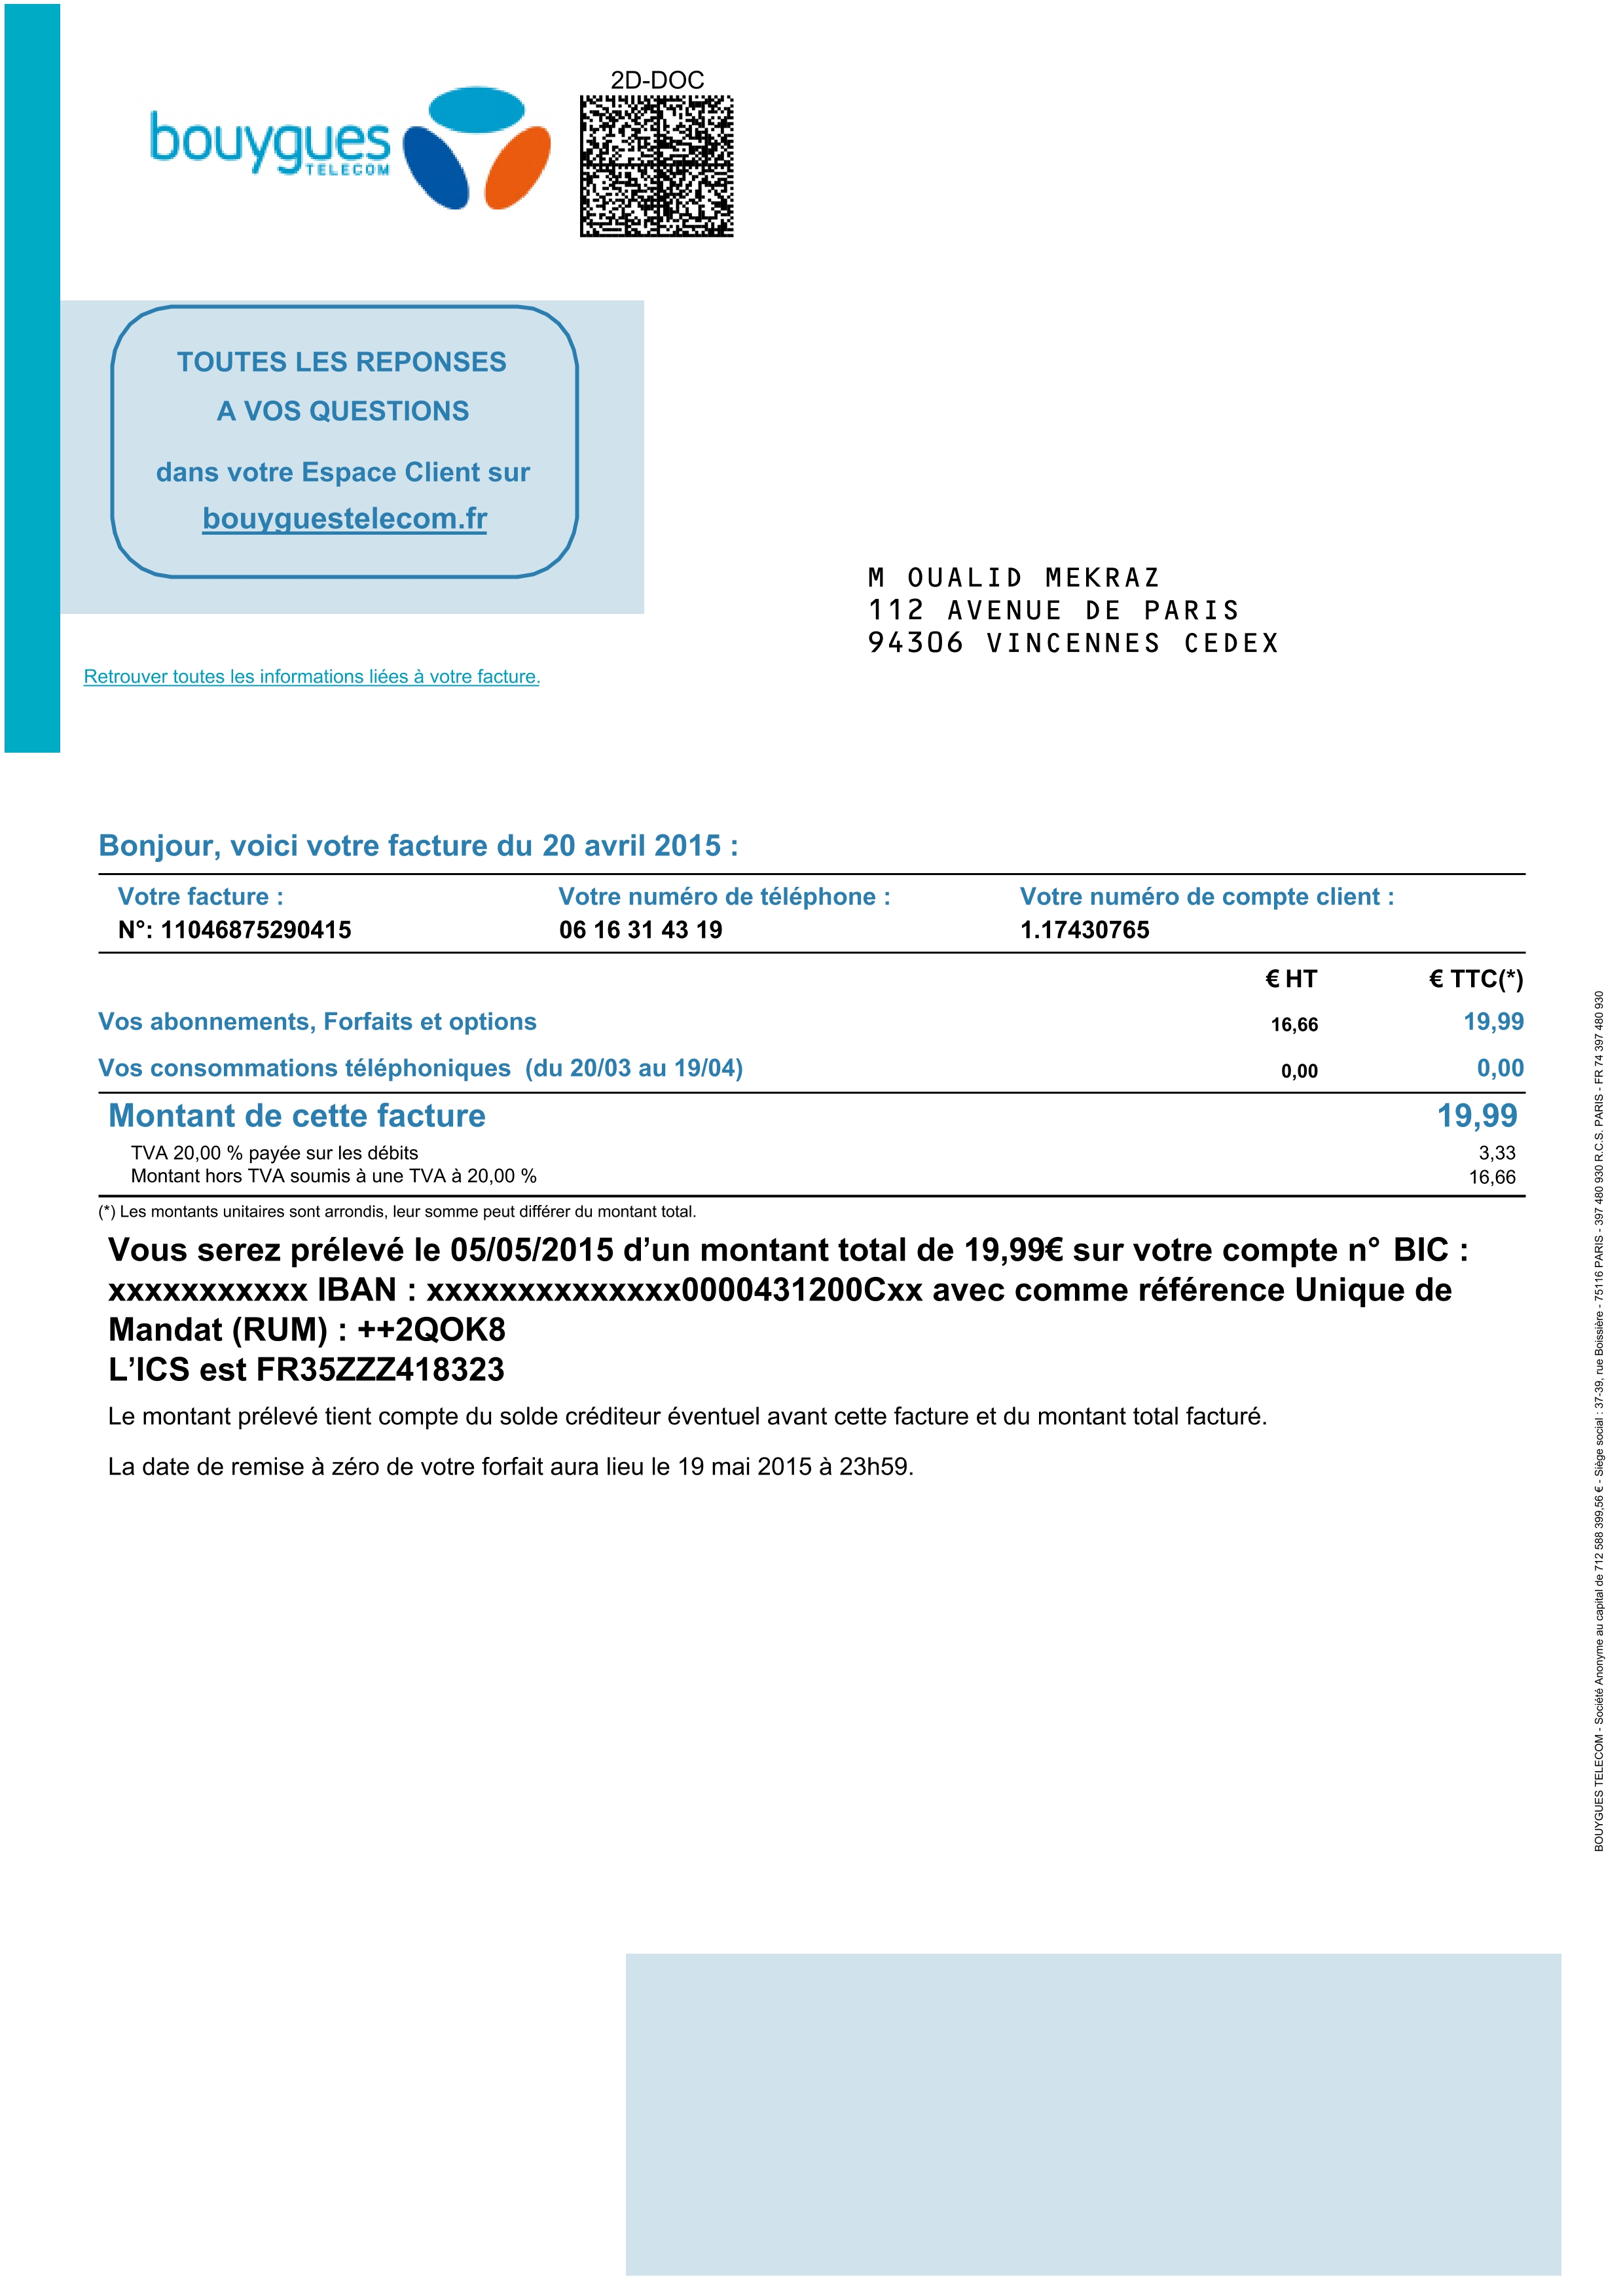 2D-DOC
bouygues
TELECOM
TOUTES LES REPONSES
A VOS QUESTIONS
dans votre Espace Client sur
bouyguestelecom.fr
M OUALID MEKRAZ
112 AVENUE DE PARIS
94306 VINCENNES CEDEX
Retrouver toutes les informations liées à votre facture.
Bonjour, voici votre facture du 20 avril 2015 :
Votre facture : Votre numéro de téléphone : Votre numéro de compte client :
N°: 11046875290415 06 16 31 43 19 1.17430765
€ HT € TTC(*)
Vos abonnements, Forfaits et options 16,66 19,99
Vos consommations téléphoniques (du 20/03 au 19/04) 0,00 0,00
Montant de cette facture 19,99
TVA 20,00 % payée sur les débits 3,33
Montant hors TVA soumis à une TVA à 20,00 % 16,66
(*) Les montants unitaires sont arrondis, leur somme peut différer du montant total.
Vous serez prélevé le 05/05/2015 d’un montant total de 19,99€ sur votre compte n° BIC :
xxxxxxxxxxx IBAN : xxxxxxxxxxxxxx0000431200Cxx avec comme référence Unique de
Mandat (RUM) : ++2QOK8
L’ICS est FR35ZZZ418323
Le montant prélevé tient compte du solde créditeur éventuel avant cette facture et du montant total facturé.
La date de remise à zéro de votre forfait aura lieu le 19 mai 2015 à 23h59.
BOUYGUES TELECOM - Société Anonyme au capital de 712 588 399,56 € - Siège social : 37-39, rue Boissière - 75116 PARIS - 397 480 930 R.C.S. PARIS - FR 74 397 480 930